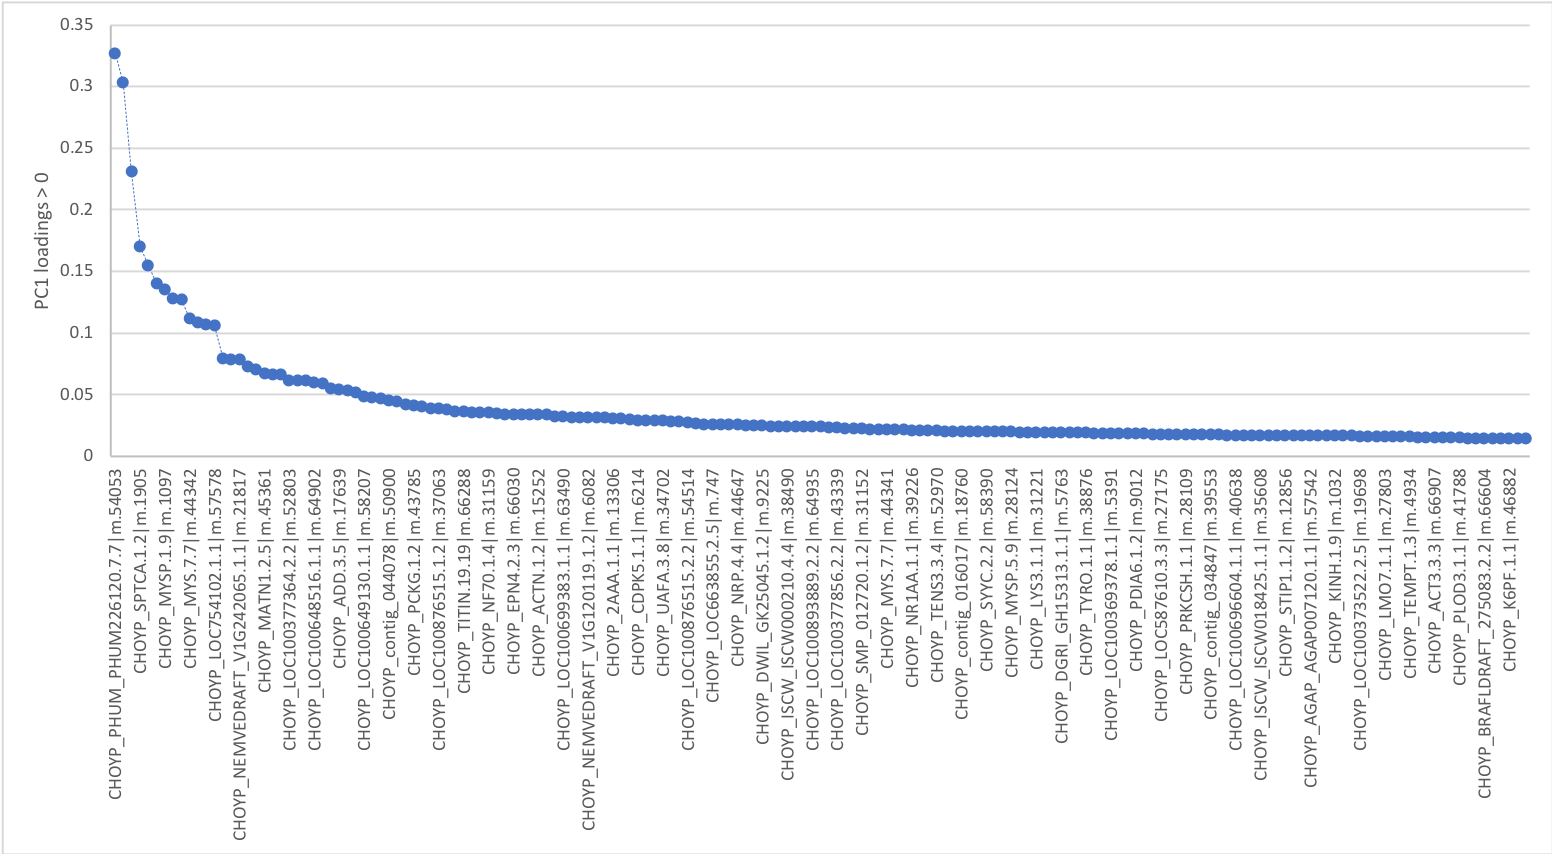 0.35
0.3
0.25
0.2
0.15
0.1
0.05
0
PC1 loadings > 0
CHOYP_PHUM_PHUM226120.7.7|m.54053
CHOYP_SPTCA.1.2|m.1905
CHOYP_MYSP.1.9|m.1097
CHOYP_MYS.7.7|m.44342
CHOYP_LOC754102.1.1|m.57578
CHOYP_NEMVEDRAFT_V1G242065.1.1|m.21817
CHOYP_MATN1.2.5|m.45361
CHOYP_LOC100377364.2.2|m.52803
CHOYP_LOC100648516.1.1|m.64902
CHOYP_ADD.3.5|m.17639
CHOYP_LOC100649130.1.1|m.58207
CHOYP_contig_044078|m.50900
CHOYP_PCKG.1.2|m.43785
CHOYP_LOC100876515.1.2|m.37063
CHOYP_TITIN.19.19|m.66288
CHOYP_NF70.1.4|m.31159
CHOYP_EPN4.2.3|m.66030
CHOYP_ACTN.1.2|m.15252
CHOYP_LOC100699383.1.1|m.63490
CHOYP_NEMVEDRAFT_V1G120119.1.2|m.6082
CHOYP_2AAA.1.1|m.13306
CHOYP_CDPK5.1.1|m.6214
CHOYP_UAFA.3.8|m.34702
CHOYP_LOC100876515.2.2|m.54514
CHOYP_LOC663855.2.5|m.747
CHOYP_NRP.4.4|m.44647
CHOYP_DWIL_GK25045.1.2|m.9225
CHOYP_ISCW_ISCW000210.4.4|m.38490
CHOYP_LOC100893889.2.2|m.64935
CHOYP_LOC100377856.2.2|m.43339
CHOYP_SMP_012720.1.2|m.31152
CHOYP_MYS.7.7|m.44341
CHOYP_NR1AA.1.1|m.39226
CHOYP_TENS3.3.4|m.52970
CHOYP_contig_016017|m.18760
CHOYP_SYYC.2.2|m.58390
CHOYP_MYSP.5.9|m.28124
CHOYP_LYS3.1.1|m.31221
CHOYP_DGRI_GH15313.1.1|m.5763
CHOYP_TYRO.1.1|m.38876
CHOYP_LOC100369378.1.1|m.5391
CHOYP_PDIA6.1.2|m.9012
CHOYP_LOC587610.3.3|m.27175
CHOYP_PRKCSH.1.1|m.28109
CHOYP_contig_034847|m.39553
CHOYP_LOC100696604.1.1|m.40638
CHOYP_ISCW_ISCW018425.1.1|m.35608
CHOYP_STIP1.1.2|m.12856
CHOYP_AGAP_AGAP007120.1.1|m.57542
CHOYP_KINH.1.9|m.1032
CHOYP_LOC100373522.2.5|m.19698
CHOYP_LMO7.1.1|m.27803
CHOYP_TEMPT.1.3|m.4934
CHOYP_ACT3.3.3|m.66907
CHOYP_PLOD3.1.1|m.41788
CHOYP_BRAFLDRAFT_275083.2.2|m.66604
CHOYP_K6PF.1.1|m.46882